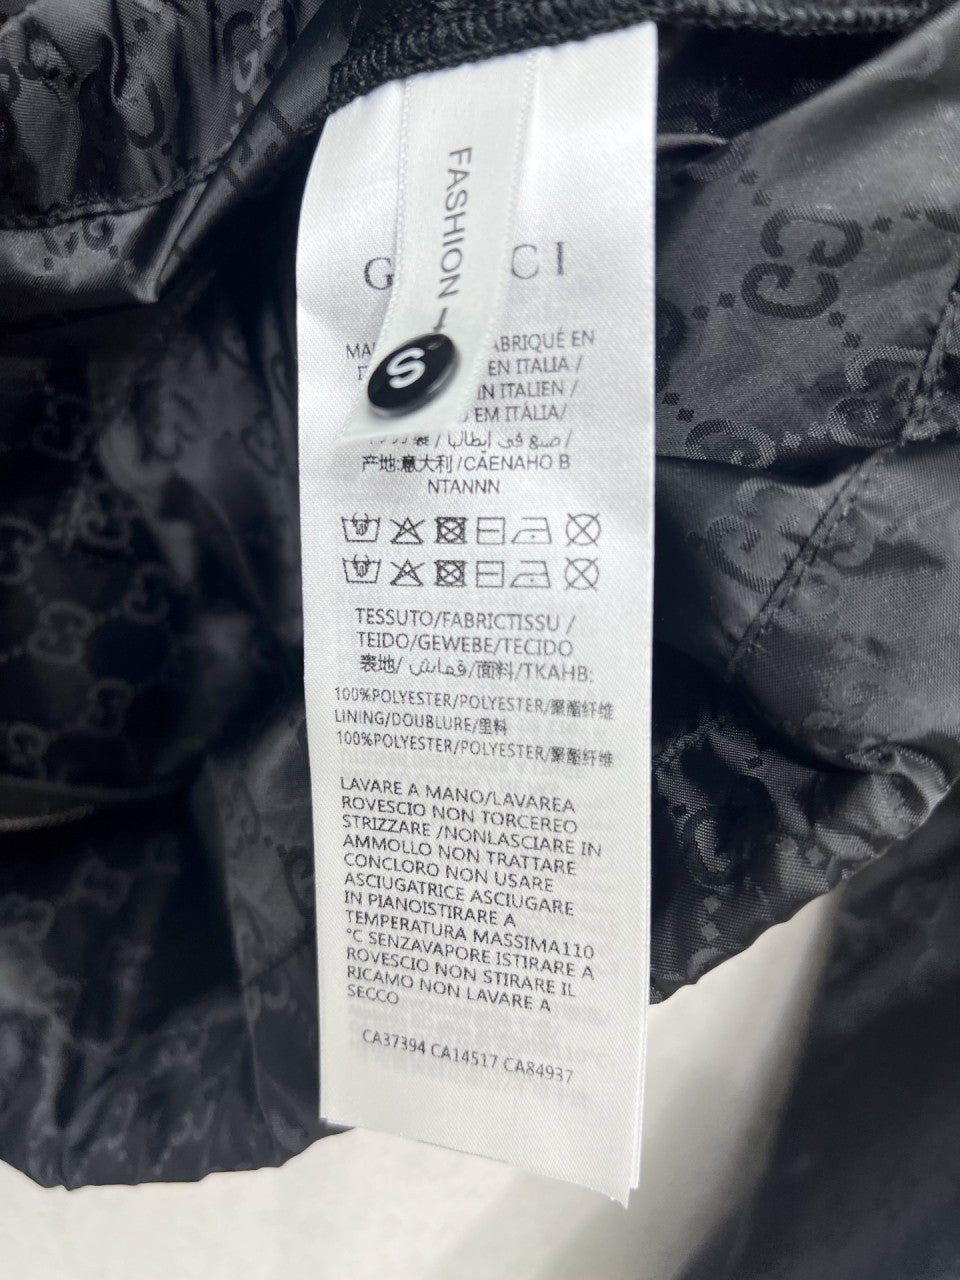 FASHION
S
G CI
MA ABRIQUÉ EN
EN ITALIA /
IN ITALIEN /
EM ITÁLIA/
صنع في إيطاليا /
产地:意大利/CAENAHO B
NTANNN
TESSUTO/FABRICTISSU /
TEIDO/GEWEBE/TECIDO
表地/ قماش/面料/TKAHB:
100%POLYESTER/POLYESTER/聚酯纤维
LINING/DOUBLURE/里料
100%POLYESTER/POLYESTER/聚酯纤维
LAVARE A MANO/LAVAREA
ROVESCIO NON TORCEREO
STRIZZARE /NONLASCIARE IN
AMMOLLO NON TRATTARE
CONCLORO NON USARE
ASCIUGATRICE ASCIUGARE
IN PIANOISTIRARE A
TEMPERATURA MASSIMA110
°C SENZAVAPORE ISTIRARE A
ROVESCIO NON STIRARE IL
RICAMO NON LAVARE A
SECCO
CA37394 CA14517 CA84937